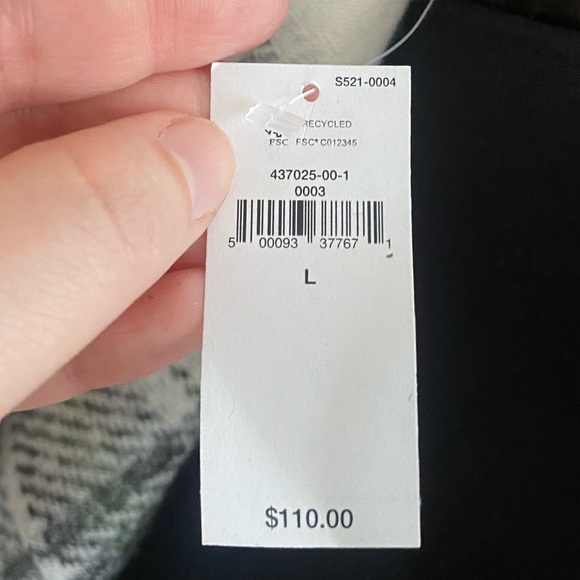 S521-0004
RECYCLED
FSC FSC® C012345
437025-00-1
0003
5 00093 37767 1
L
$110.00